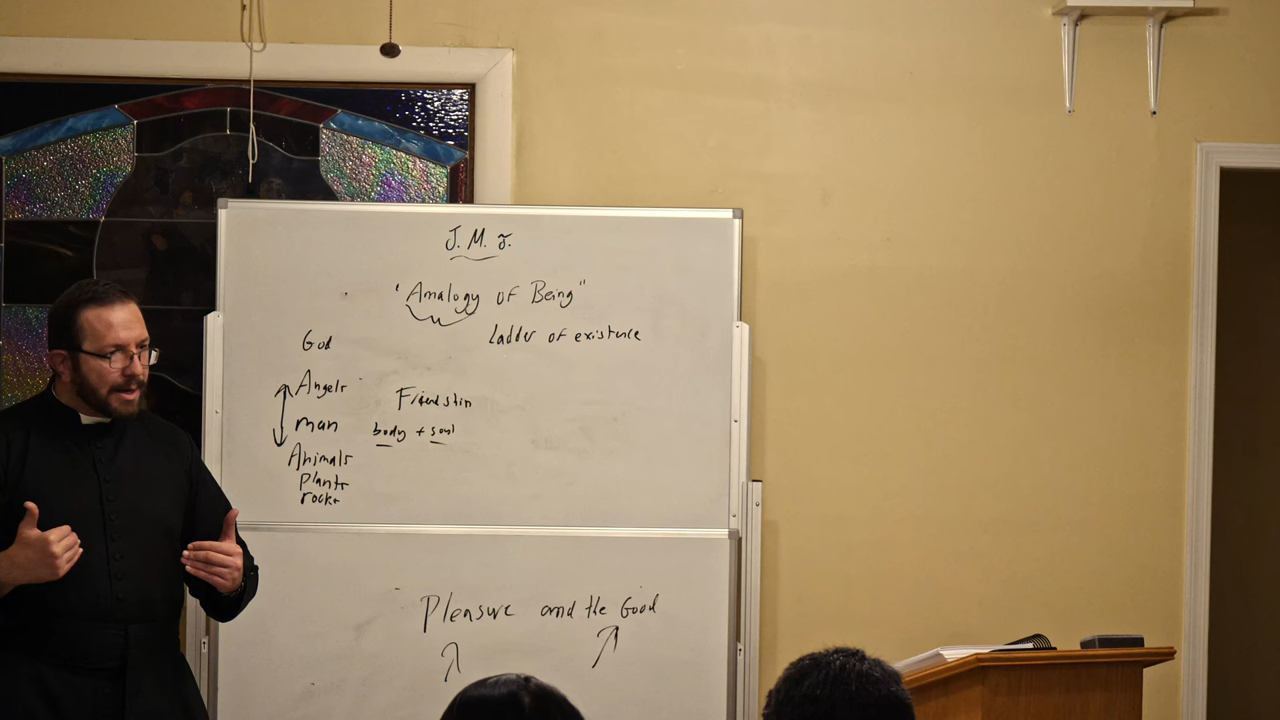 J. M. J.
"Analogy of Being"
Ladder of existence
God
Angels
Friendship
man
body + soul
Animals
plants
rocks
Pleasure and the Good